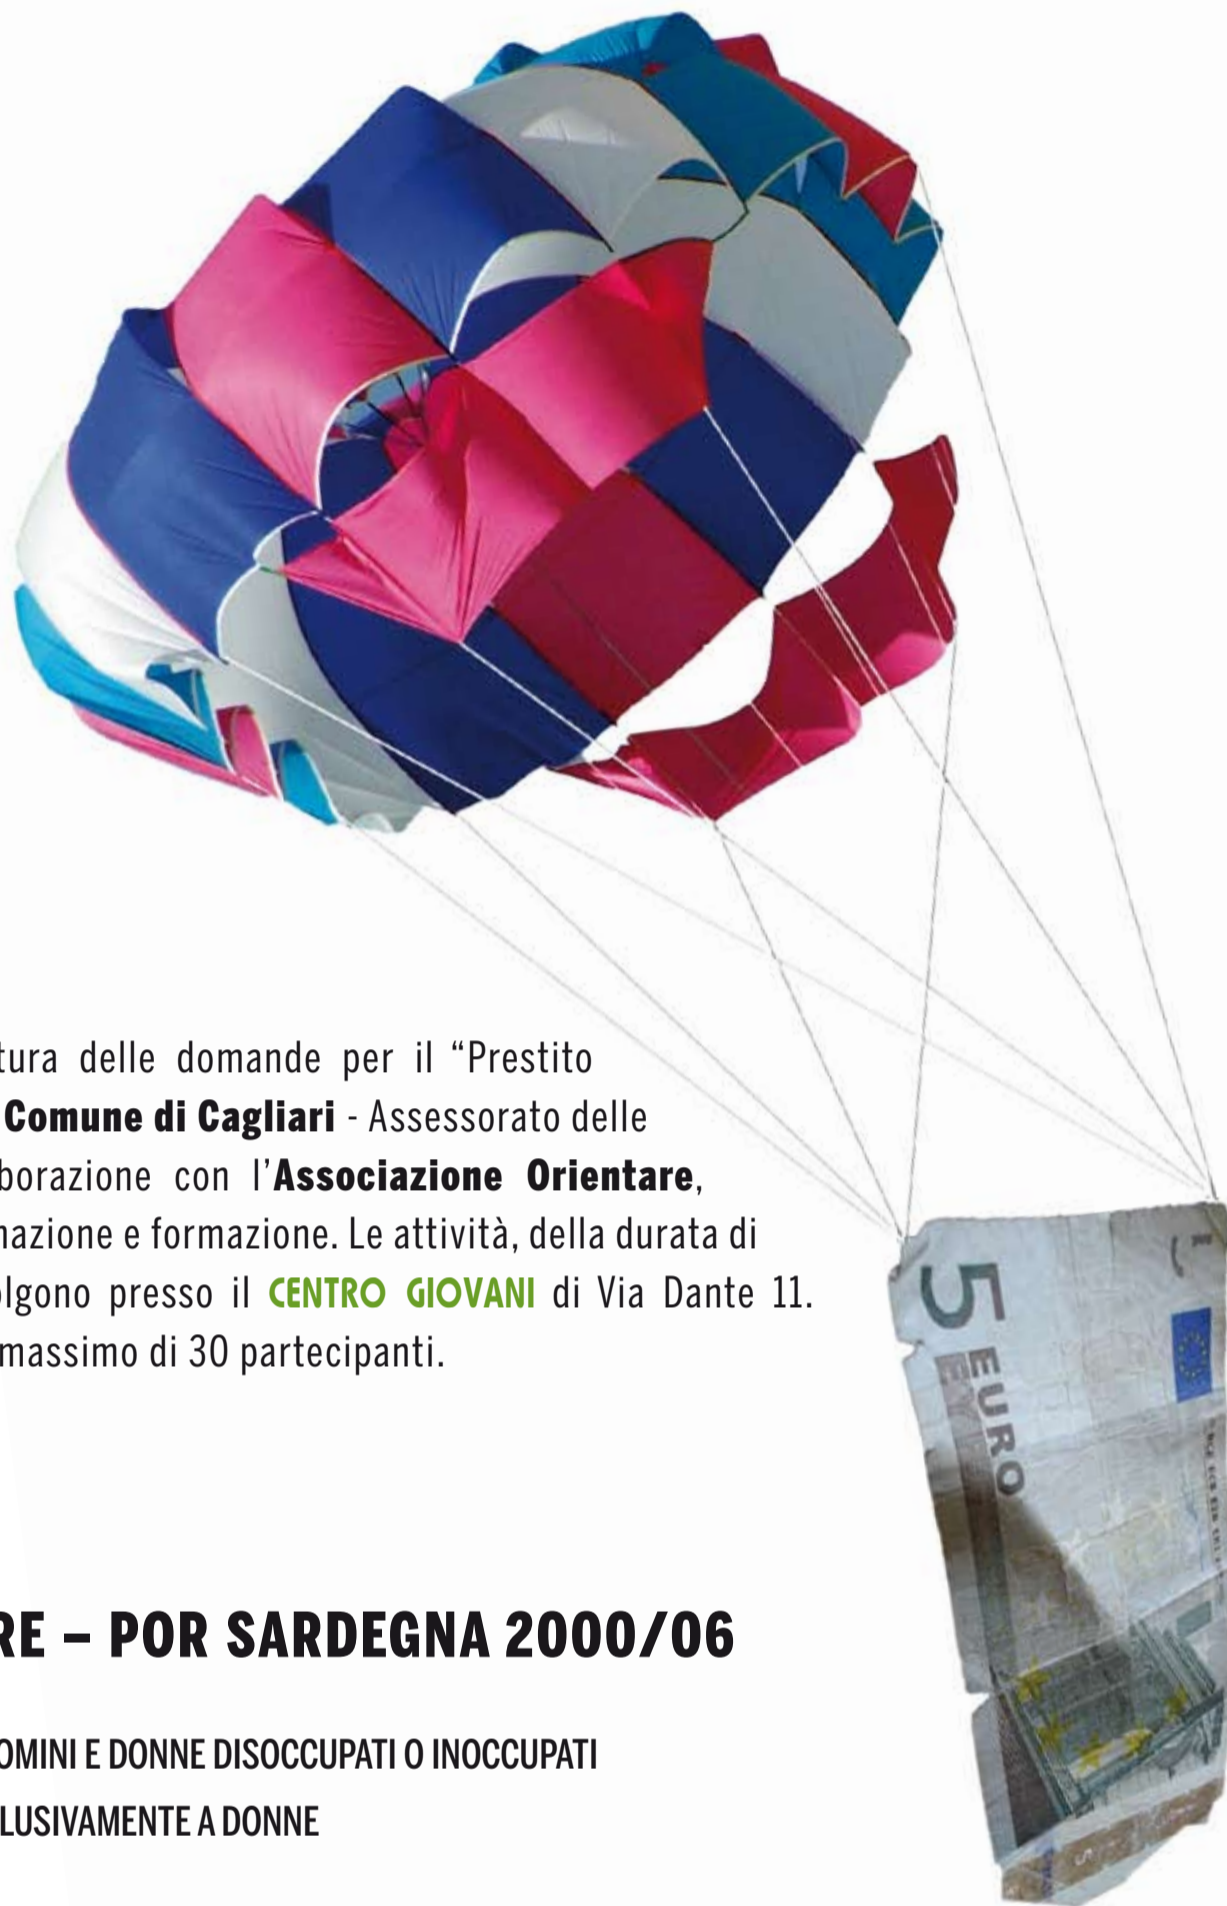 tura delle domande per il “Prestito
Comune di Cagliari - Assessorato delle
borazione con l’Associazione Orientare,
nazione e formazione. Le attività, della durata di
olgono presso il CENTRO GIOVANI di Via Dante 11.
massimo di 30 partecipanti.
5 EURO
RE – POR SARDEGNA 2000/06
OMINI E DONNE DISOCCUPATI O INOCCUPATI
LUSIVAMENTE A DONNE